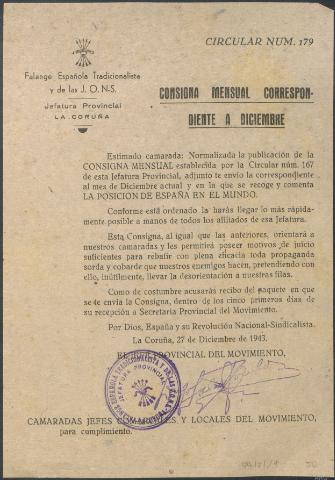 CIRCULAR NUM. 179
Falange Española Tradicionalista
y de las J. O. N-S.
Jefatura Provincial
LA CORUÑA
CONSIGNA MENSUAL CORRESPON-
DIENTE A DICIEMBRE
Estimado camarada: Normalizada la publicación de la
CONSIGNA MENSUAL establecida por la Circular núm. 167
de esta Jefatura Provincial, adjunto te envío la correspondiente
al mes de Diciembre actual y en la que se recoge y comenta
LA POSICION DE ESPAÑA EN EL MUNDO.
Conforme está ordenado la harás llegar lo más rápida-
mente posible a manos de todos los afiliados de esa Jefatura.
Esta Consigna, al igual que las anteriores, orientará a
nuestros camaradas y les permitirá poseer motivos de juicio
suficientes para rebatir con plena eficacia toda propaganda
sorda y cobarde que nuestros enemigos hacen, pretendiendo con
ello, inútilmente, llevar la desorientación a nuestras filas.
Como de costumbre acusarás recibo del paquete en que
se te envía la Consigna, dentro de los cinco primeros días de
su recepción a Secretaría Provincial del Movimiento.
Por Dios, España y su Revolución Nacional-Sindicalista.
La Coruña, 27 de Diciembre de 1943.
EL JEFE PROVINCIAL DEL MOVIMIENTO,
JEFATURA PROVINCIAL
CAMARADAS JEFES COMARCALES Y LOCALES DEL MOVIMIENTO,
para cumplimiento.